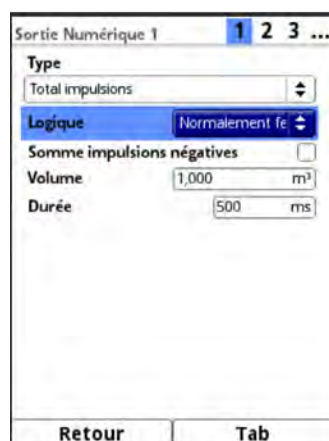 Sortie Numérique 1 1 2 3 ...
Type
Total impulsions
Logique Normalement fe
Somme impulsions négatives
Volume 1,000 m³
Durée 500 ms
Retour Tab